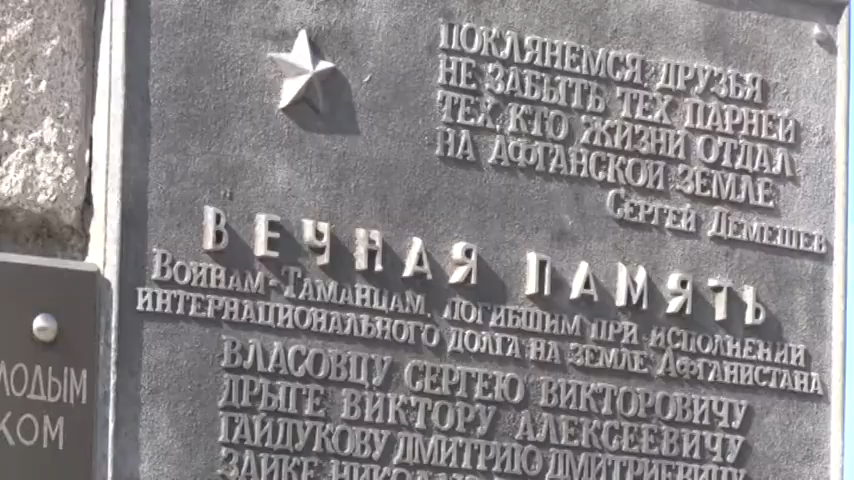 ПОКЛЯНЕМСЯ ДРУЗЬЯ
НЕ ЗАБЫТЬ ТЕХ ПАРНЕЙ
ТЕХ, КТО ЖИЗНИ ОТДАЛ
НА АФГАНСКОЙ ЗЕМЛЕ
СЕРГЕЙ ДЕМЕШЕВ
ВЕЧНАЯ ПАМЯТЬ
ВОИНАМ-ТАМАНЦАМ, ПОГИБШИМ ПРИ ИСПОЛНЕНИИ
ИНТЕРНАЦИОНАЛЬНОГО ДОЛГА НА ЗЕМЛЕ АФГАНИСТАНА
ВЛАСОВЦУ СЕРГЕЮ ВИКТОРОВИЧУ
ДРЫГЕ ВИКТОРУ АЛЕКСЕЕВИЧУ
ГАЙДУКОВУ ДМИТРИЮ ДМИТРИЕВИЧУ
ЗАИКЕ
ЛОДЫМ
КОМ